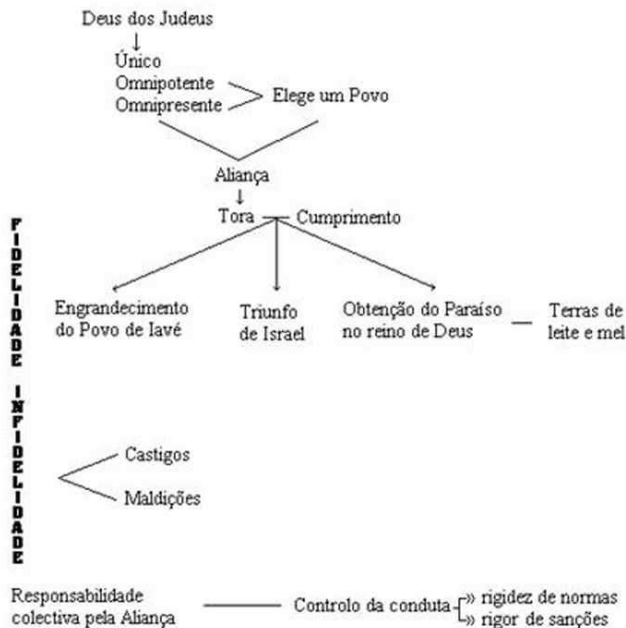 Deus dos Judeus
Único
Omnipotente
Omnipresente
Elege um Povo
Aliança
Tora
Cumprimento
FIDELIDADE
Engrandecimento
do Povo de Iavé
Triunfo
de Israel
Obtenção do Paraíso
no reino de Deus
Terras de
leite e mel
INFIDELIDADE
Castigos
Maldições
Responsabilidade
colectiva pela Aliança
Controlo da conduta
» rigidez de normas
» rigor de sanções